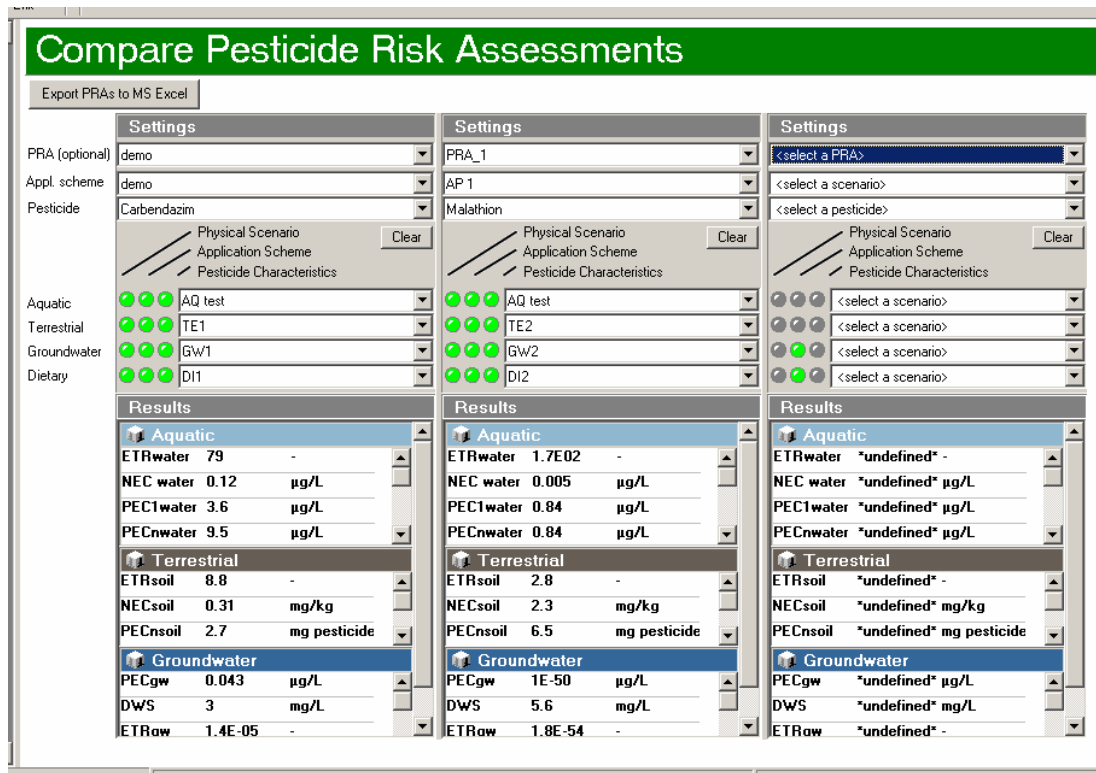 Compare Pesticide Risk Assessments
Export PRAs to MS Excel
Settings Settings Settings
PRA (optional) demo PRA_1 <select a PRA>
Appl. scheme demo AP 1 <select a scenario>
Pesticide Carbendazim Malathion <select a pesticide>
Physical Scenario Physical Scenario Physical Scenario
Clear Clear Clear
Application Scheme Application Scheme Application Scheme
Pesticide Characteristics Pesticide Characteristics Pesticide Characteristics
Aquatic AQ test AQ test <select a scenario>
Terrestrial TE1 TE2 <select a scenario>
Groundwater GW1 GW2 <select a scenario>
Dietary DI1 DI2 <select a scenario>
Results Results Results
Aquatic Aquatic Aquatic
ETRwater 79 - ETRwater 1.7E02 - ETRwater *undefined* -
NEC water 0.12 µg/L NEC water 0.005 µg/L NEC water *undefined* µg/L
PEC1water 3.6 µg/L PEC1water 0.84 µg/L PEC1water *undefined* µg/L
PECnwater 9.5 µg/L PECnwater 0.84 µg/L PECnwater *undefined* µg/L
Terrestrial Terrestrial Terrestrial
ETRsoil 8.8 - ETRsoil 2.8 - ETRsoil *undefined* -
NECsoil 0.31 mg/kg NECsoil 2.3 mg/kg NECsoil *undefined* mg/kg
PECnsoil 2.7 mg pesticide PECnsoil 6.5 mg pesticide PECnsoil *undefined* mg pesticide
Groundwater Groundwater Groundwater
PECgw 0.043 µg/L PECgw 1E-50 µg/L PECgw *undefined* µg/L
DWS 3 mg/L DWS 5.6 mg/L DWS *undefined* mg/L
ETRgw 1.4E-05 - ETRgw 1.8E-54 - ETRgw *undefined* -